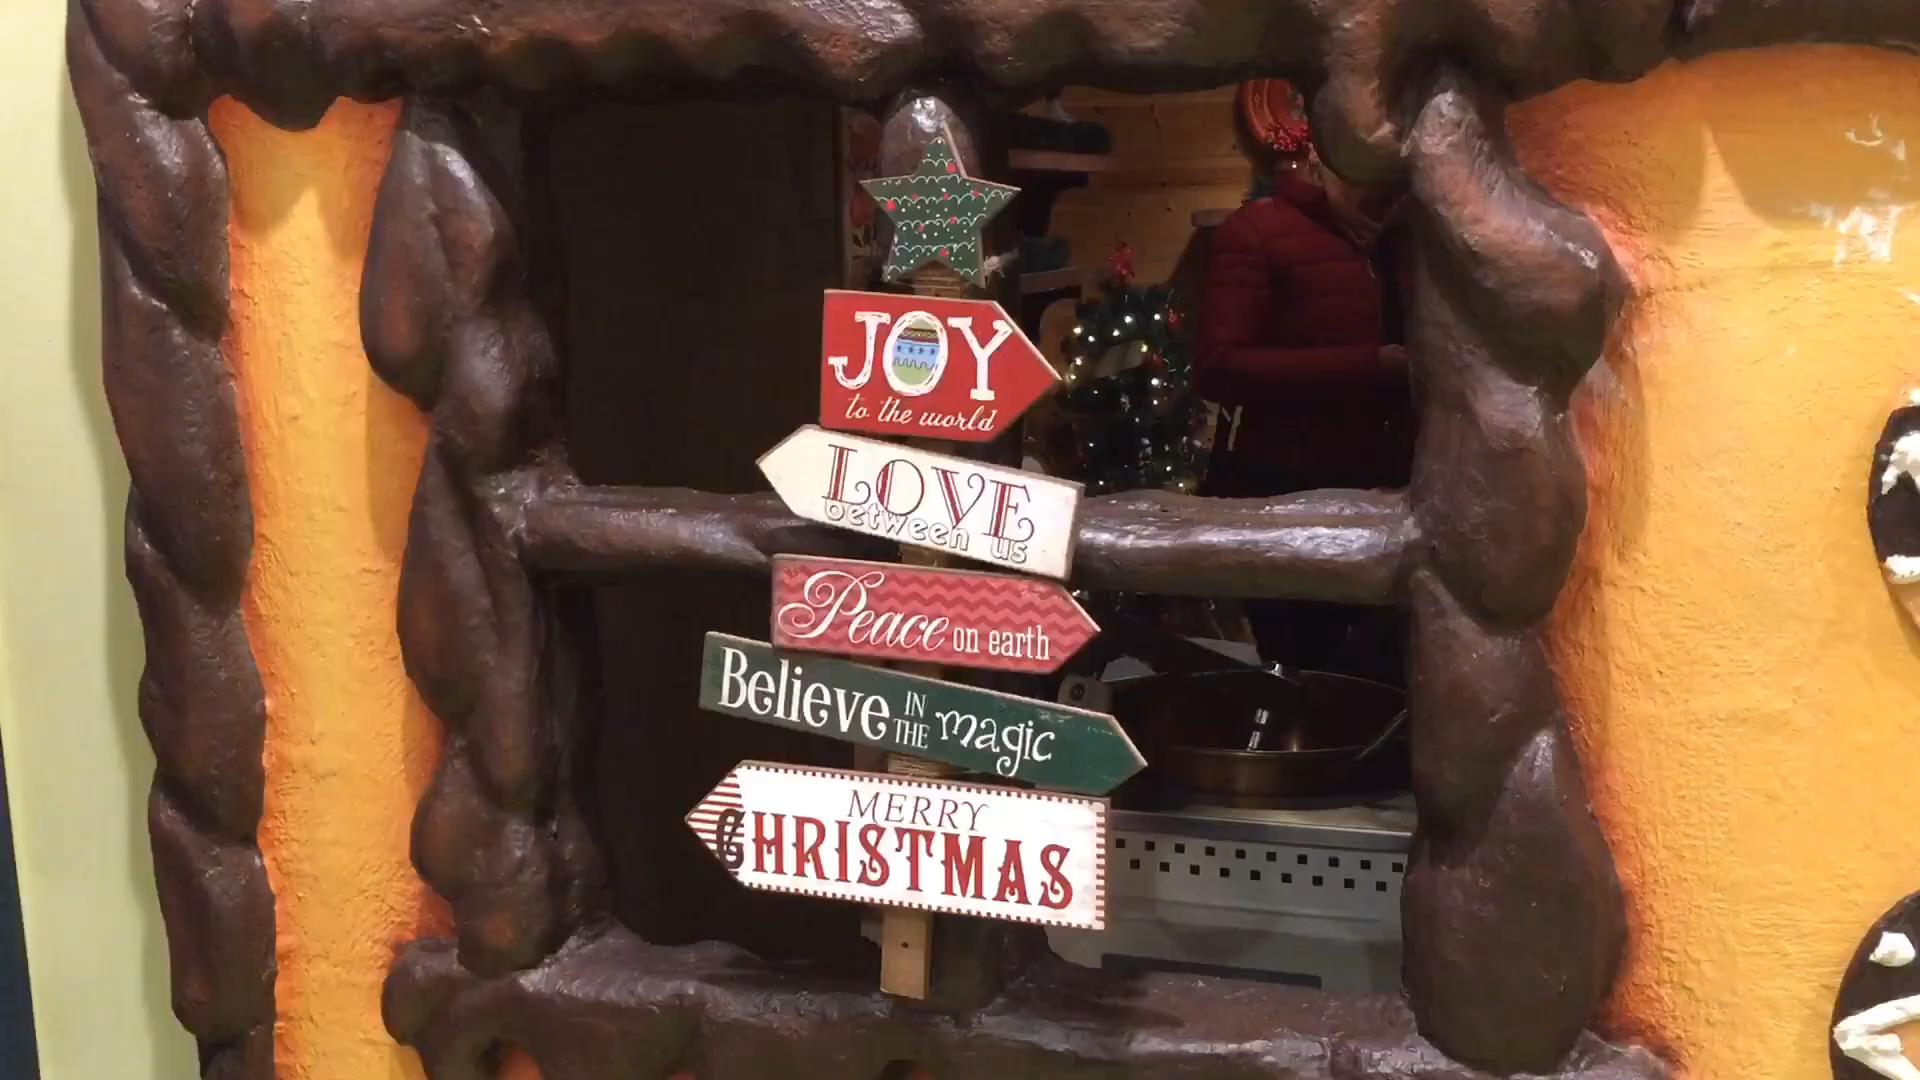 JOY
to the world
LOVE
between us
Peace on earth
Believe IN THE magic
MERRY
CHRISTMAS